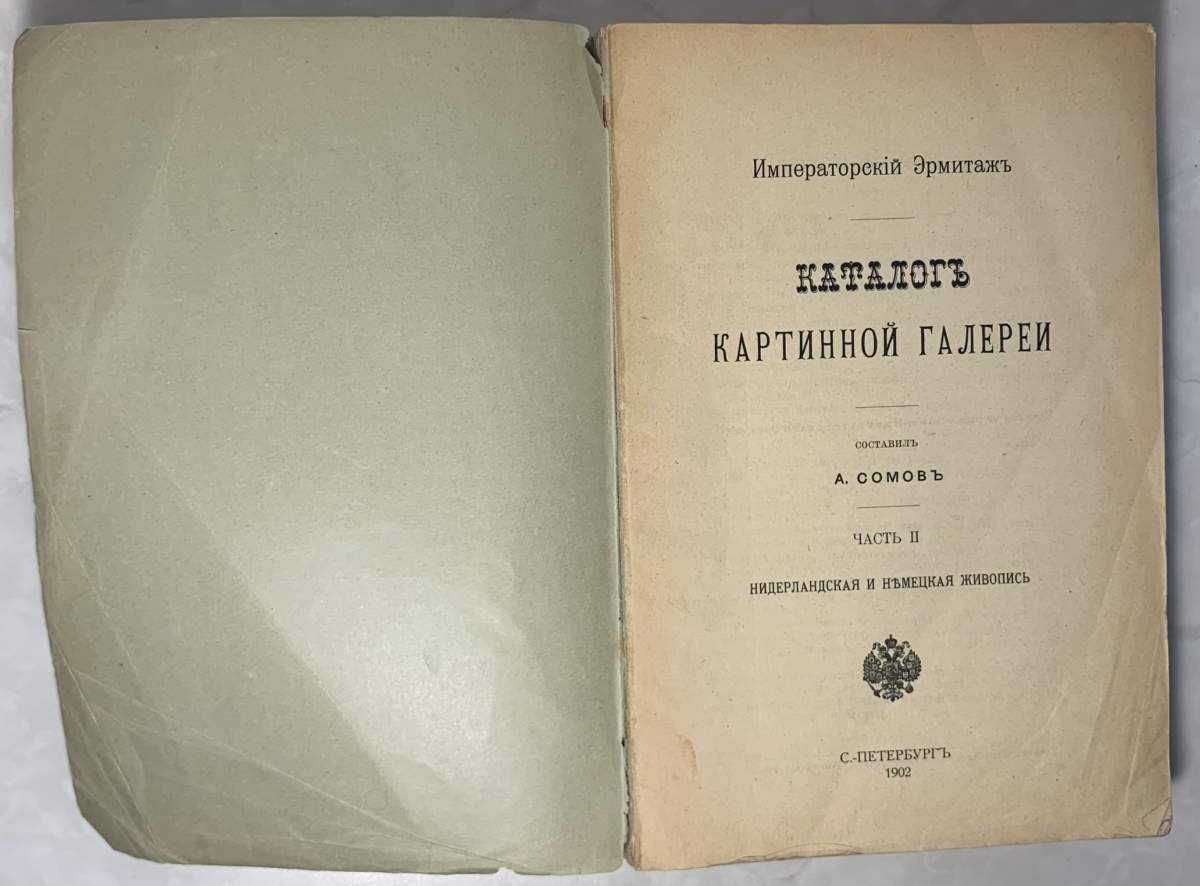 Императорскій Эрмитажъ
КАТАЛОГЪ
КАРТИННОЙ ГАЛЕРЕИ
СОСТАВИЛЪ
А. СОМОВЪ
ЧАСТЬ II
НИДЕРЛАНДСКАЯ И НѢМЕЦКАЯ ЖИВОПИСЬ
С.-ПЕТЕРБУРГЪ
1902